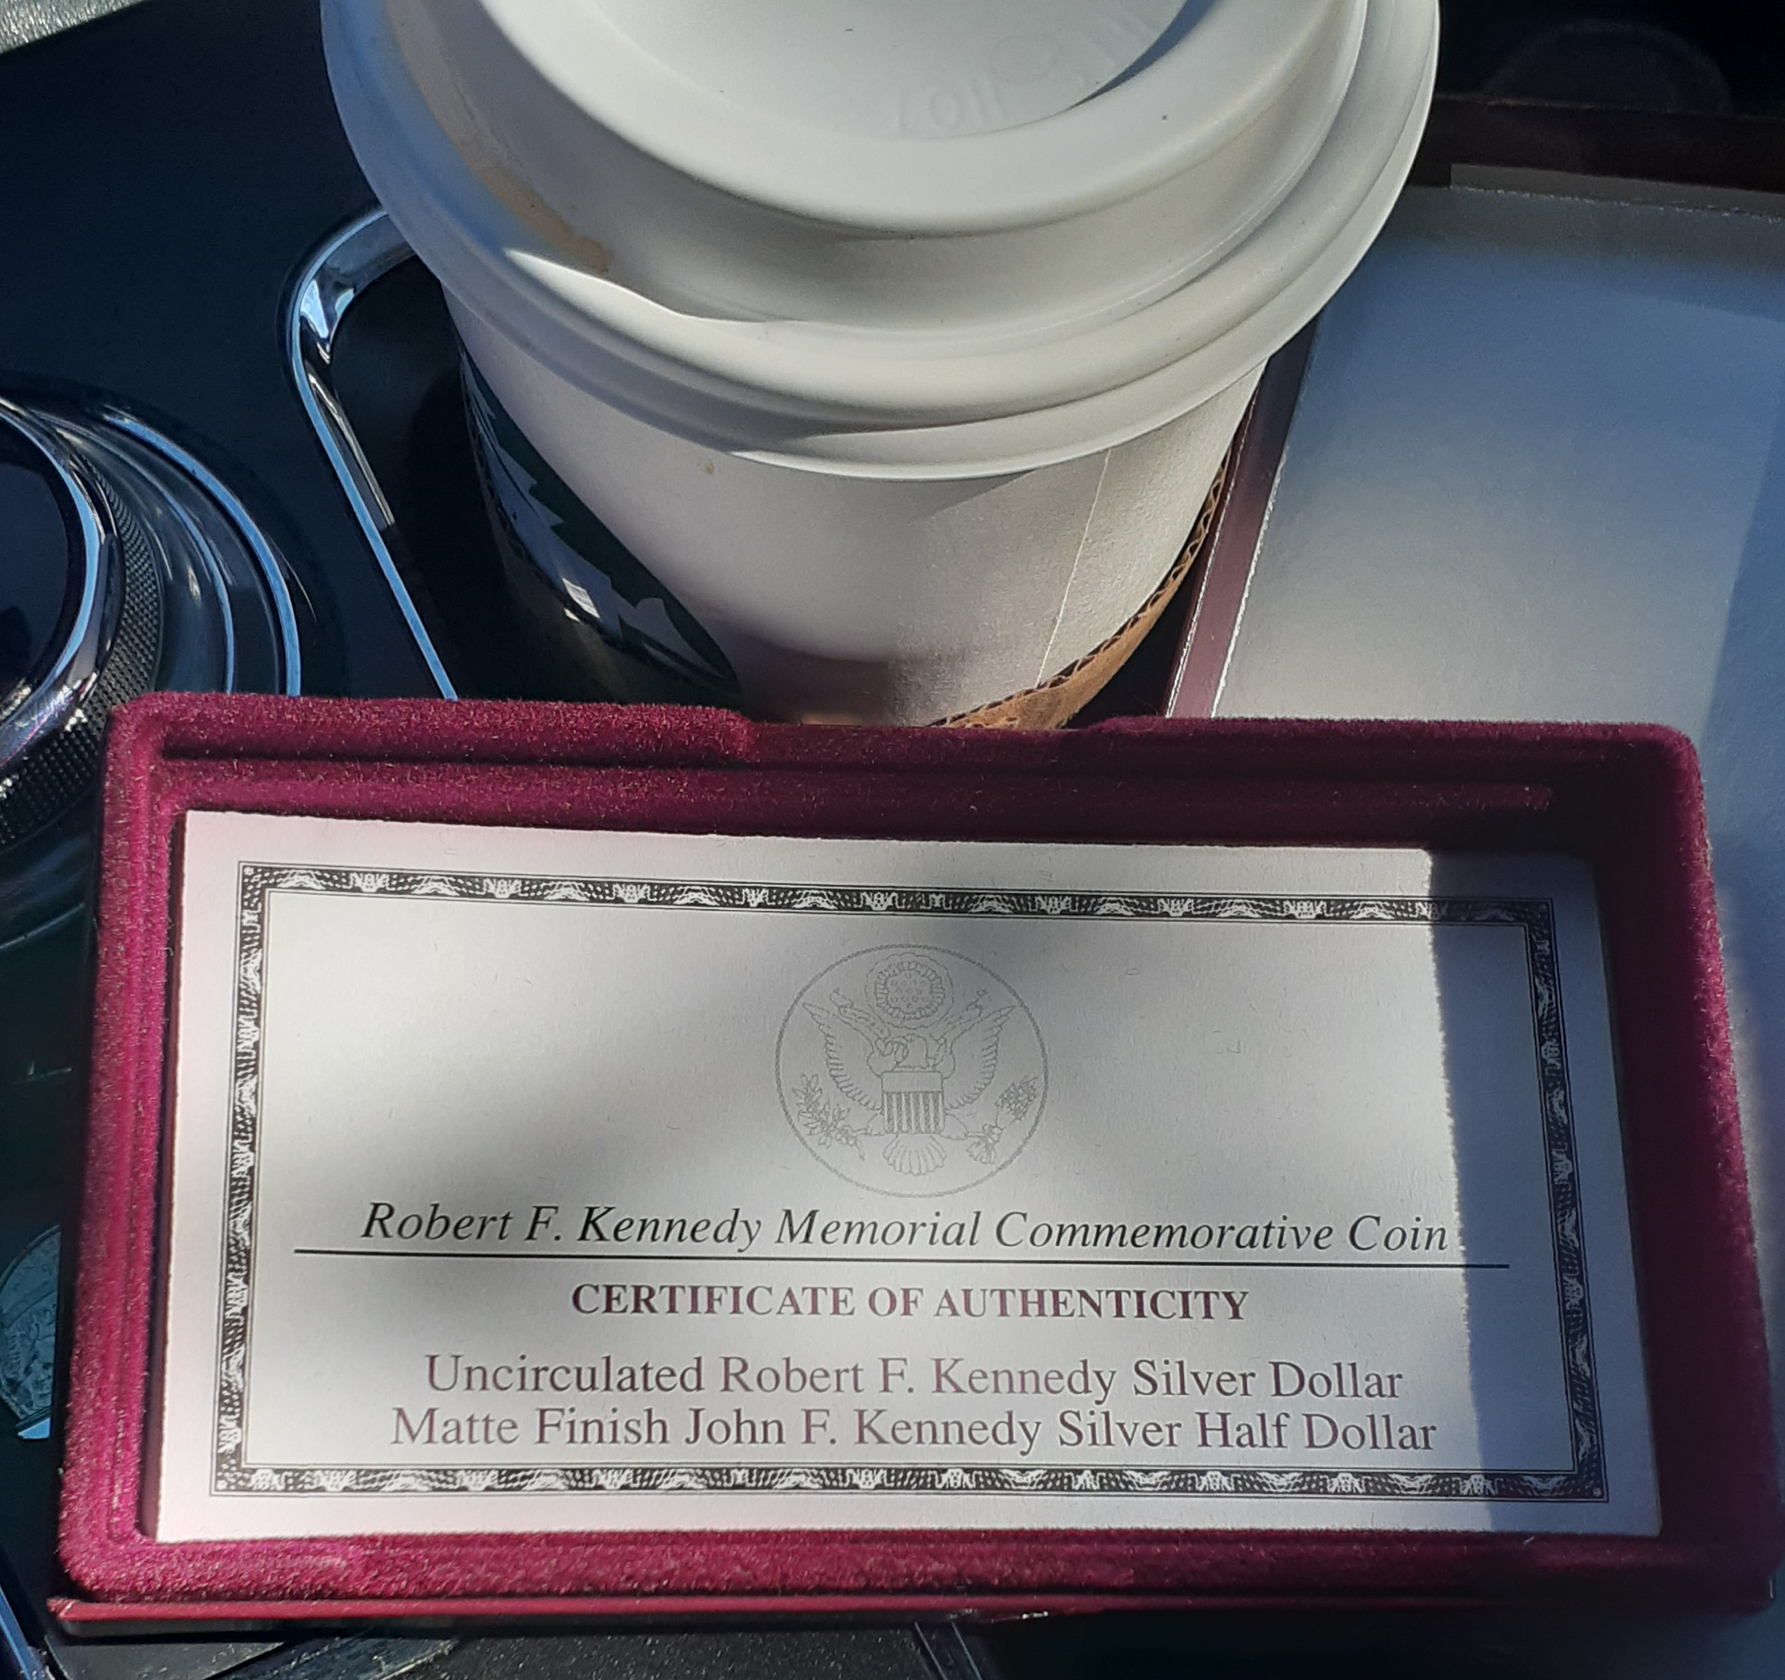 Robert F. Kennedy Memorial Commemorative Coin
CERTIFICATE OF AUTHENTICITY
Uncirculated Robert F. Kennedy Silver Dollar
Matte Finish John F. Kennedy Silver Half Dollar